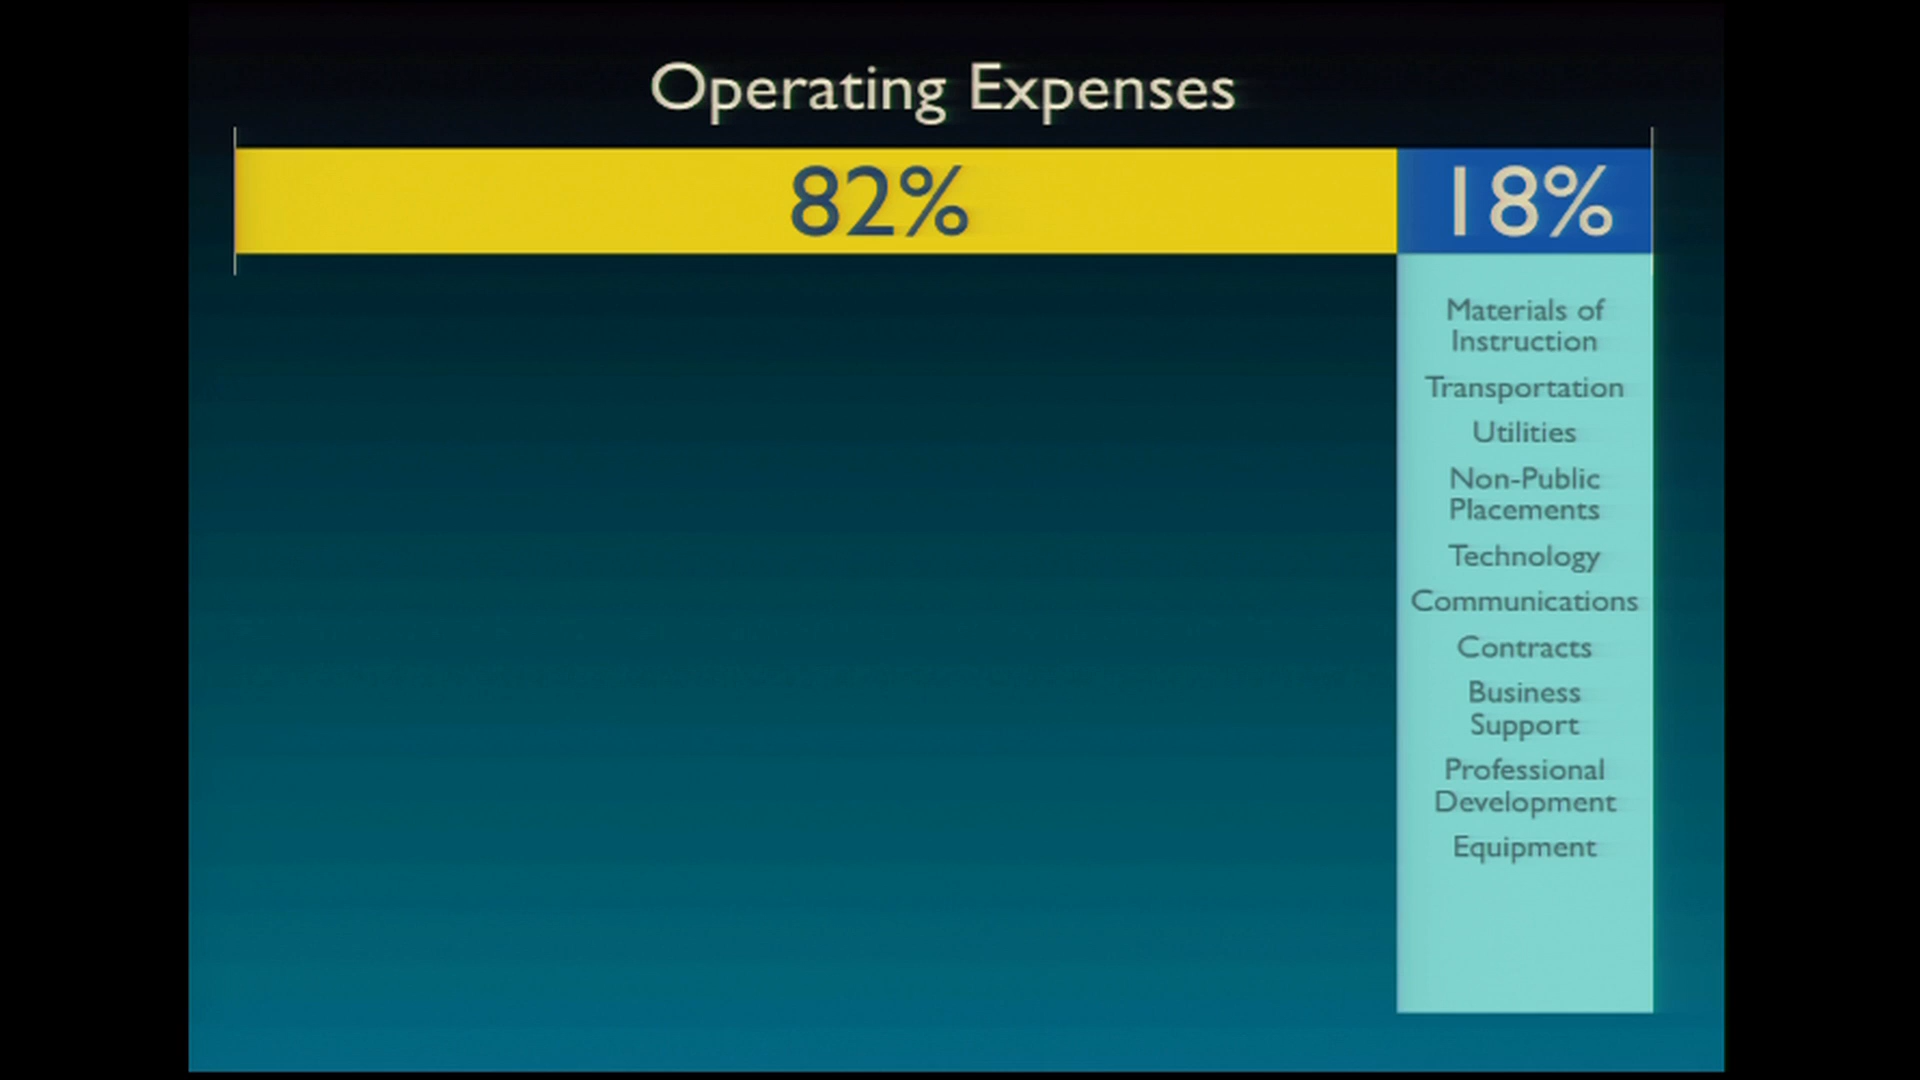 Operating Expenses
82%
18%
Materials of
Instruction
Transportation
Utilities
Non-Public
Placements
Technology
Communications
Contracts
Business
Support
Professional
Development
Equipment